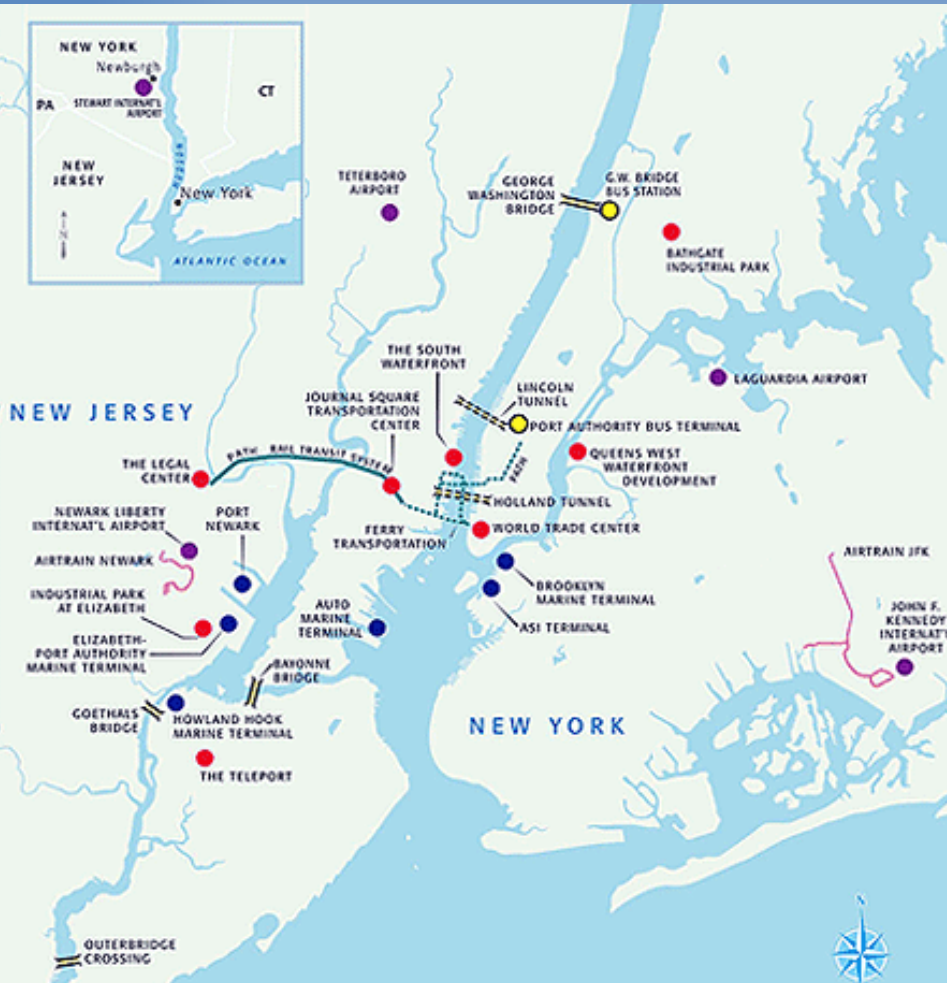 NEW YORK
Newburgh
PA
STEWART INTERNAT'L
AIRPORT
CT
NEW
JERSEY
HUDSON
New York
N
ATLANTIC OCEAN
TETERBORO
AIRPORT
GEORGE
WASHINGTON
BRIDGE
G.W. BRIDGE
BUS STATION
BATHGATE
INDUSTRIAL PARK
THE SOUTH
WATERFRONT
LINCOLN
TUNNEL
LAGUARDIA AIRPORT
NEW JERSEY
JOURNAL SQUARE
TRANSPORTATION
CENTER
PORT AUTHORITY BUS TERMINAL
PATH RAIL TRANSIT SYSTEM
PATH
THE LEGAL
CENTER
QUEENS WEST
WATERFRONT
DEVELOPMENT
HOLLAND TUNNEL
NEWARK LIBERTY
INTERNAT'L AIRPORT
PORT
NEWARK
FERRY
TRANSPORTATION
WORLD TRADE CENTER
AIRTRAIN NEWARK
AIRTRAIN JFK
INDUSTRIAL PARK
AT ELIZABETH
AUTO
MARINE
TERMINAL
BROOKLYN
MARINE TERMINAL
ASI TERMINAL
JOHN F.
KENNEDY
INTERNAT'
AIRPORT
ELIZABETH-
PORT AUTHORITY
MARINE TERMINAL
BAYONNE
BRIDGE
GOETHALS
BRIDGE
HOWLAND HOOK
MARINE TERMINAL
NEW YORK
THE TELEPORT
N
OUTERBRIDGE
CROSSING